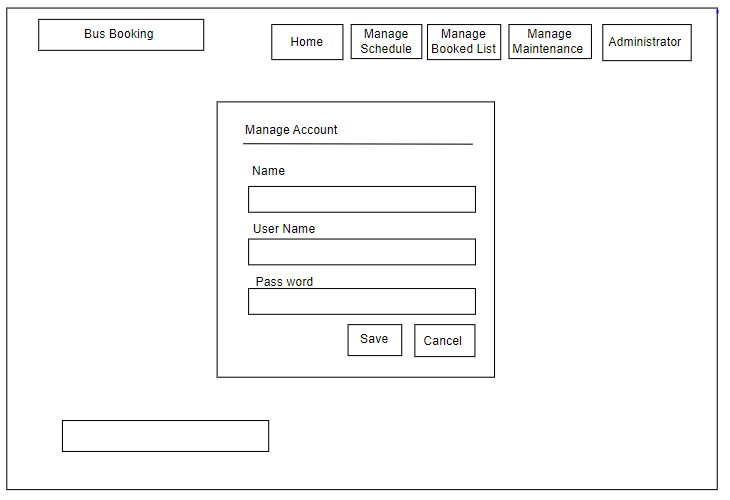 Bus Booking
Home
Manage
Schedule
Manage
Booked List
Manage
Maintenance
Administrator
Manage Account
Name
User Name
Pass word
Save
Cancel